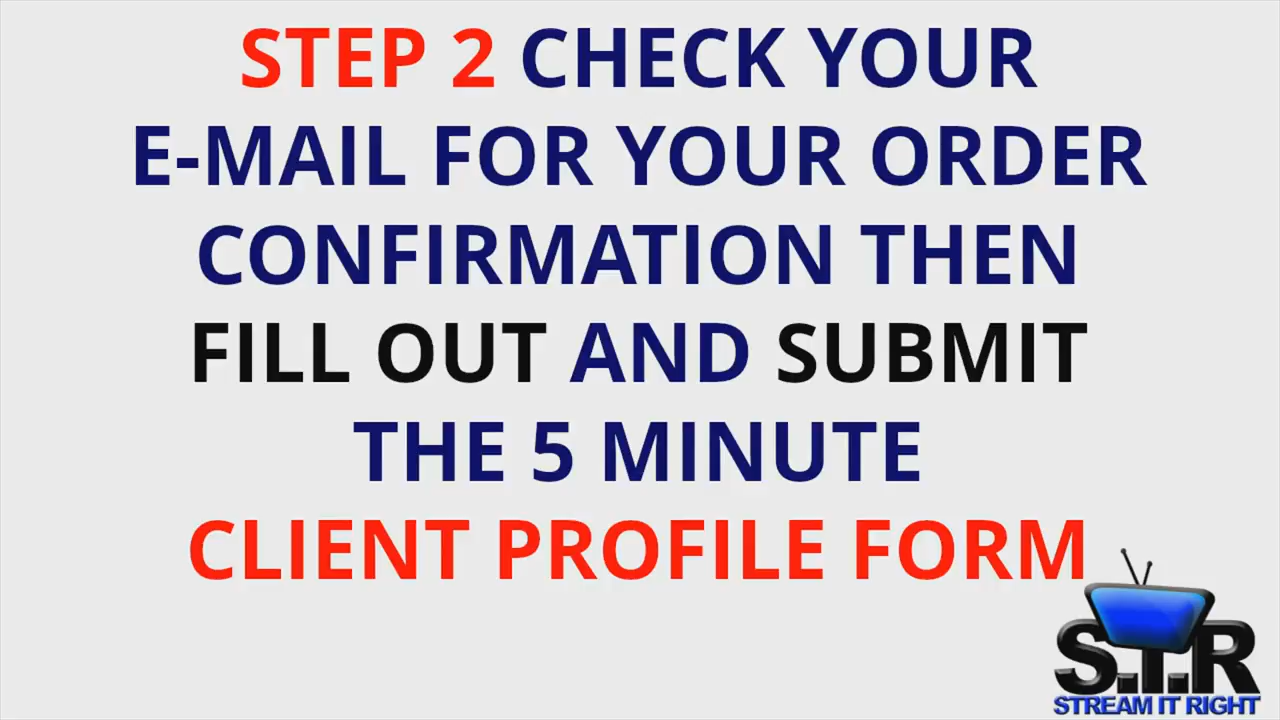 STEP 2 CHECK YOUR
E-MAIL FOR YOUR ORDER
CONFIRMATION THEN
FILL OUT AND SUBMIT
THE 5 MINUTE
CLIENT PROFILE FORM
S.T.R
STREAM IT RIGHT